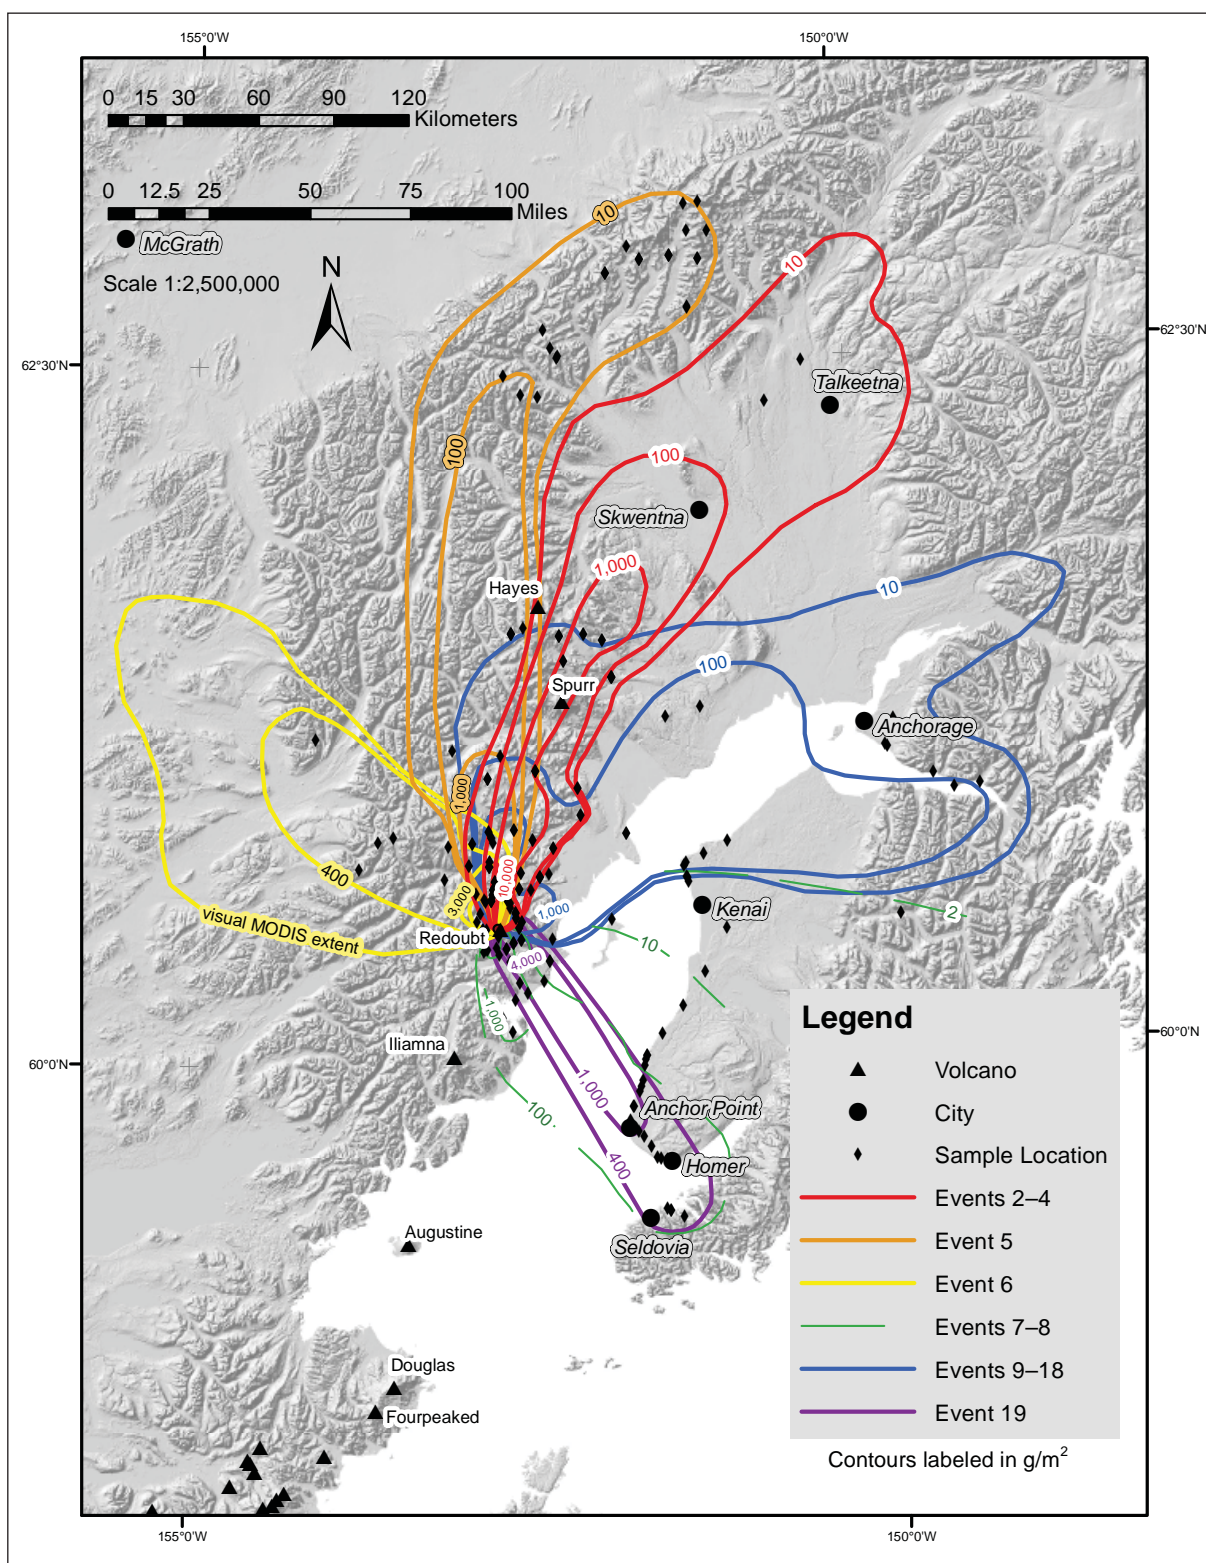 155°0'W
150°0'W
0 15 30 60 90 120
Kilometers
0 12.5 25 50 75 100
Miles
McGrath
Scale 1:2,500,000
N
10
10
62°30'N
62°30'N
Talkeetna
100
100
Skwentna
1,000
Hayes
10
100
Spurr
Anchorage
1,000
400
10,000
3,000
1,000
visual MODIS extent
Redoubt
Kenai
2
10
4,000
1,000
Iliamna
60°0'N
60°0'N
100
1,000
Anchor Point
400
Homer
Seldovia
Augustine
Douglas
Fourpeaked
Legend
Volcano
City
Sample Location
Events 2–4
Event 5
Event 6
Events 7–8
Events 9–18
Event 19
Contours labeled in g/m²
155°0'W
150°0'W